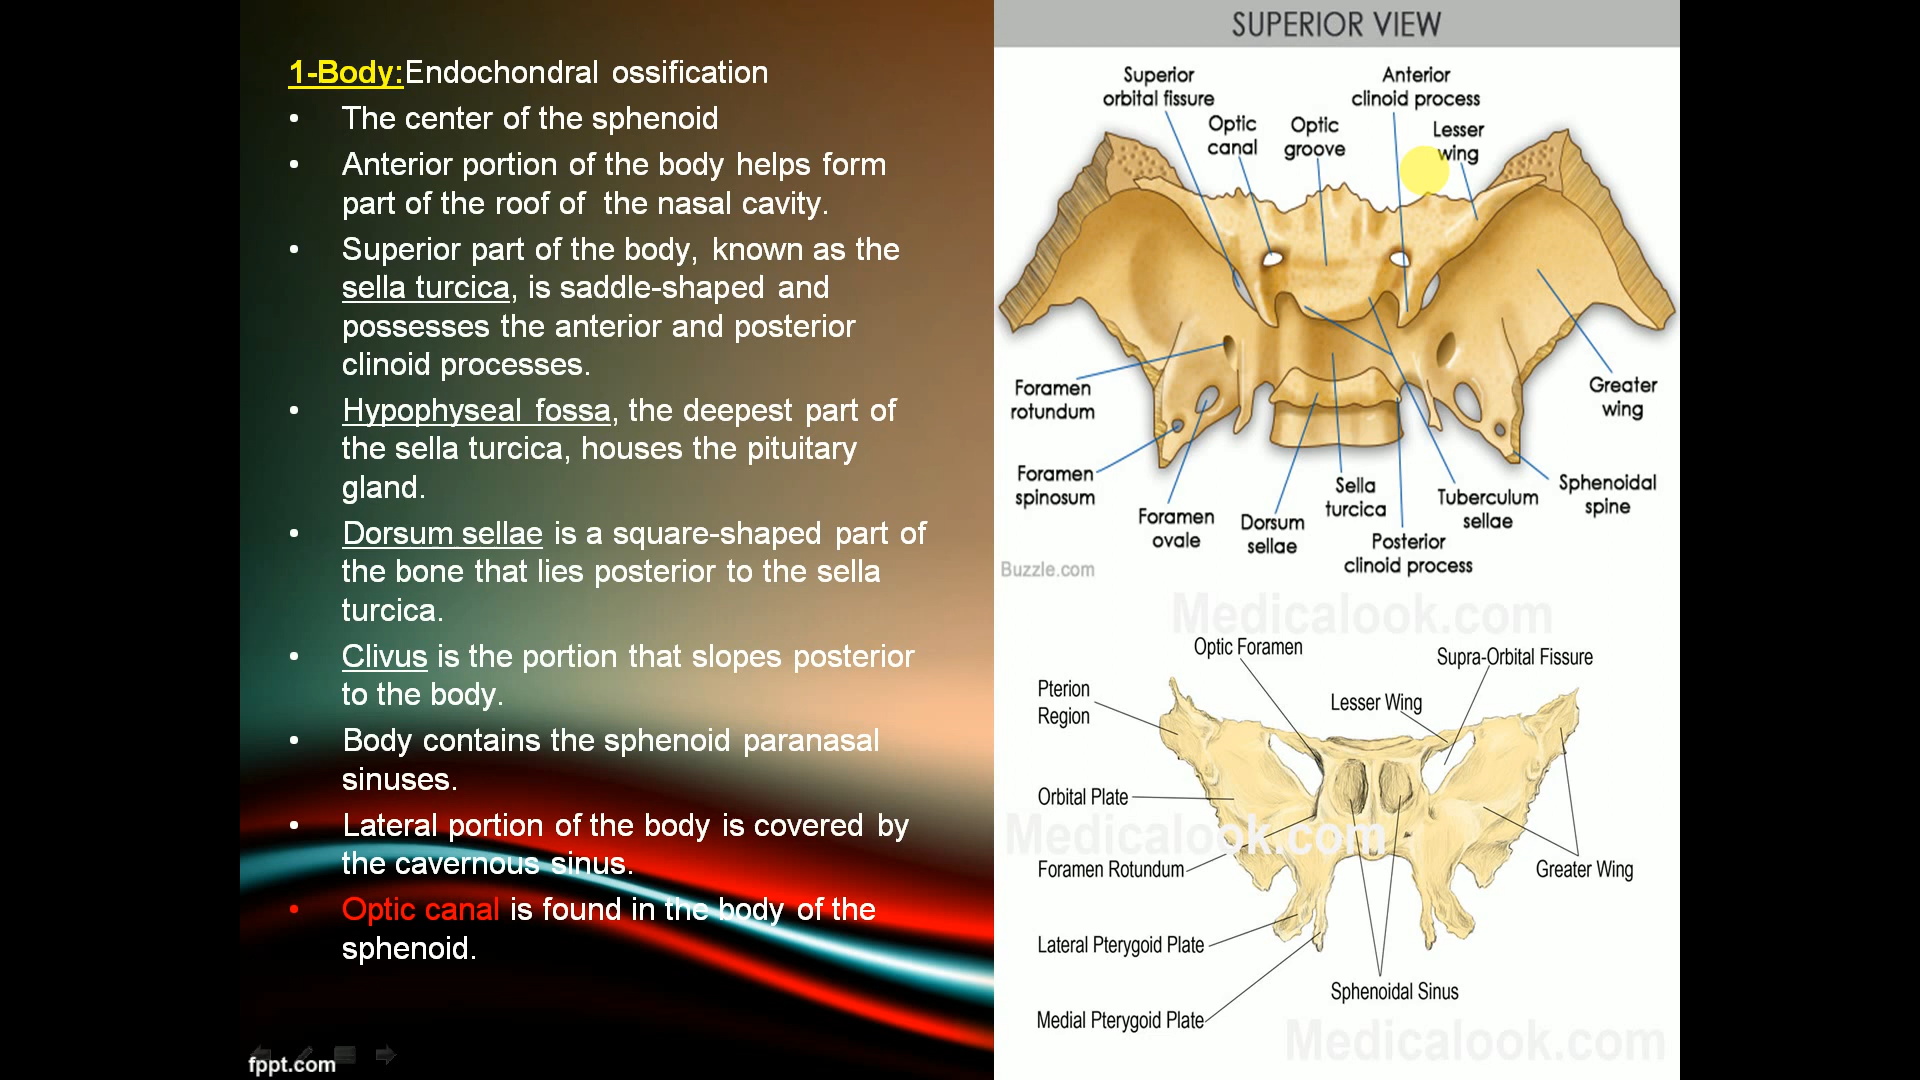 1-Body:Endochondral ossification
• The center of the sphenoid
• Anterior portion of the body helps form
part of the roof of the nasal cavity.
• Superior part of the body, known as the
sella turcica, is saddle-shaped and
possesses the anterior and posterior
clinoid processes.
• Hypophyseal fossa, the deepest part of
the sella turcica, houses the pituitary
gland.
• Dorsum sellae is a square-shaped part of
the bone that lies posterior to the sella
turcica.
• Clivus is the portion that slopes posterior
to the body.
• Body contains the sphenoid paranasal
sinuses.
• Lateral portion of the body is covered by
the cavernous sinus.
• Optic canal is found in the body of the
sphenoid.
fppt.com
SUPERIOR VIEW
Superior
orbital fissure
Optic
canal
Optic
groove
Anterior
clinoid process
Lesser
wing
Foramen
rotundum
Greater
wing
Foramen
spinosum
Foramen
ovale
Dorsum
sellae
Sella
turcica
Posterior
clinoid process
Tuberculum
sellae
Sphenoidal
spine
Buzzle.com
Medicalook.com
Optic Foramen
Supra-Orbital Fissure
Pterion
Region
Lesser Wing
Orbital Plate
Medicalook.com
Foramen Rotundum
Greater Wing
Lateral Pterygoid Plate
Sphenoidal Sinus
Medial Pterygoid Plate
Medicalook.com